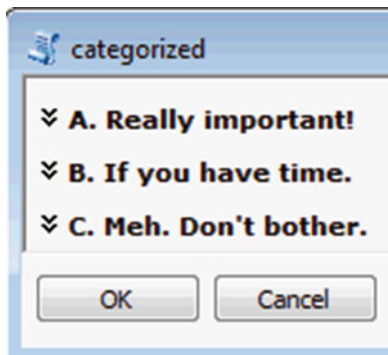 categorized
A. Really important!
B. If you have time.
C. Meh. Don't bother.
OK Cancel